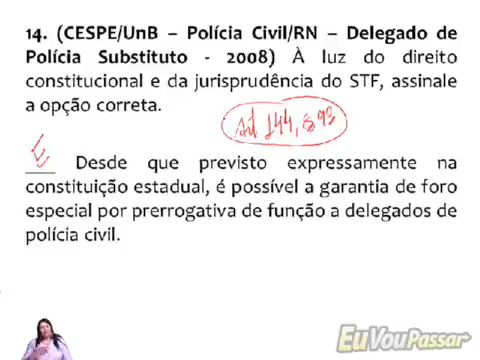 14. (CESPE/UnB – Polícia Civil/RN – Delegado de
Polícia Substituto - 2008) À luz do direito
constitucional e da jurisprudência do STF, assinale
a opção correta.
Art 144, § 9º
E
___ Desde que previsto expressamente na
constituição estadual, é possível a garantia de foro
especial por prerrogativa de função a delegados de
polícia civil.
EuVouPassar